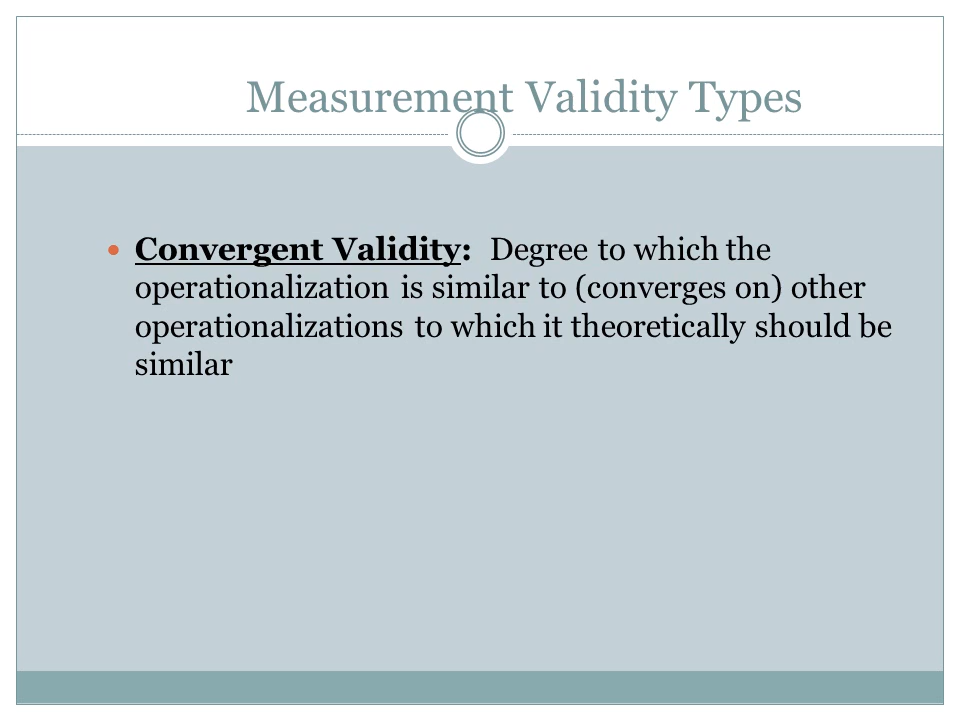 Measurement Validity Types
Convergent Validity: Degree to which the
operationalization is similar to (converges on) other
operationalizations to which it theoretically should be
similar